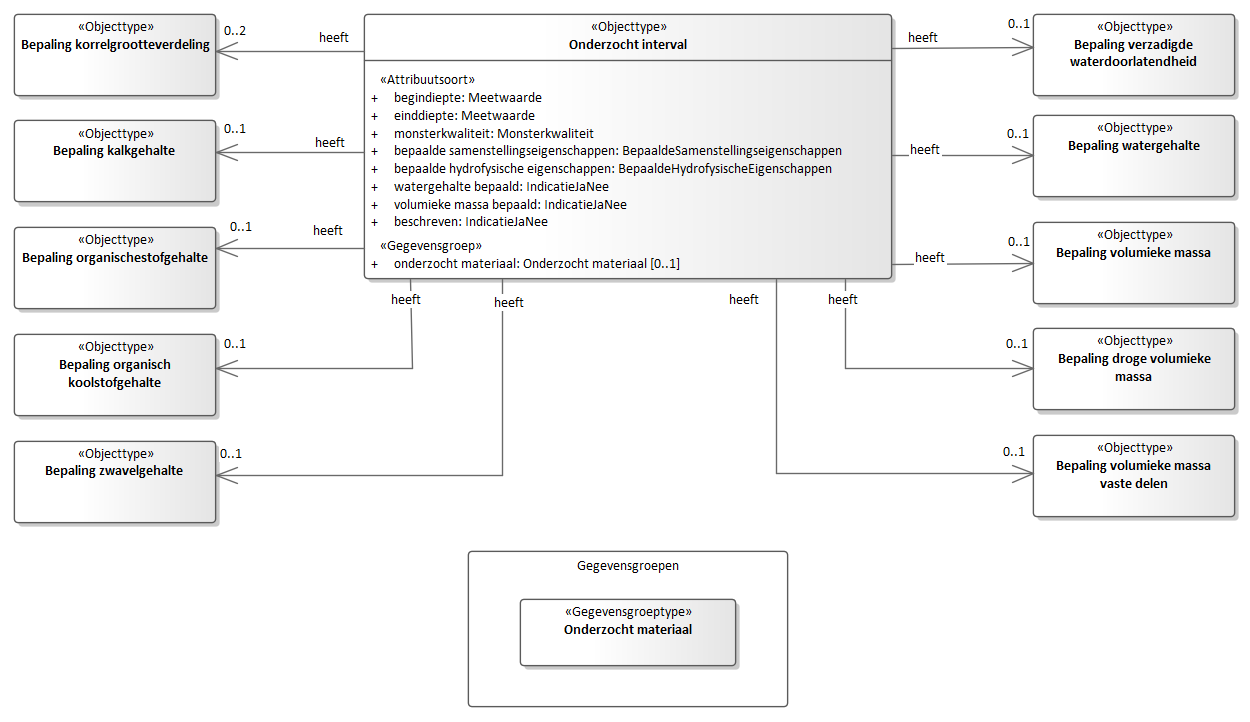 «Objecttype»
Bepaling korrelgrootteverdeling
0..2
heeft
«Objecttype»
Bepaling kalkgehalte
0..1
heeft
«Objecttype»
Bepaling organischestofgehalte
0..1
heeft
«Objecttype»
Bepaling organisch
koolstofgehalte
0..1
heeft
«Objecttype»
Bepaling zwavelgehalte
0..1
heeft
«Objecttype»
Onderzocht interval
«Attribuutsoort»
+ begindiepte: Meetwaarde
+ einddiepte: Meetwaarde
+ monsterkwaliteit: Monsterkwaliteit
+ bepaalde samenstellingseigenschappen: BepaaldeSamenstellingseigenschappen
+ bepaalde hydrofysische eigenschappen: BepaaldeHydrofysischeEigenschappen
+ watergehalte bepaald: IndicatieJaNee
+ volumieke massa bepaald: IndicatieJaNee
+ beschreven: IndicatieJaNee
«Gegevensgroep»
+ onderzocht materiaal: Onderzocht materiaal [0..1]
heeft
0..1
«Objecttype»
Bepaling verzadigde
waterdoorlatendheid
heeft
0..1
«Objecttype»
Bepaling watergehalte
heeft
0..1
«Objecttype»
Bepaling volumieke massa
heeft
0..1
«Objecttype»
Bepaling droge volumieke
massa
heeft
0..1
«Objecttype»
Bepaling volumieke massa
vaste delen
Gegevensgroepen
«Gegevensgroeptype»
Onderzocht materiaal